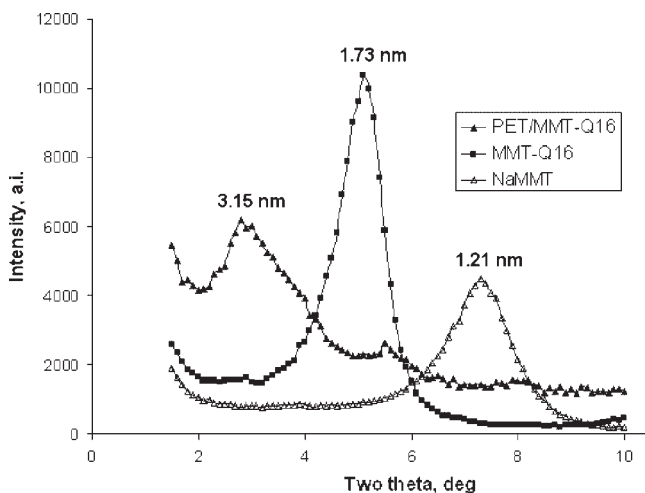 12000
10000
8000
6000
4000
2000
0
Intensity, a.i.
1.73 nm
3.15 nm
1.21 nm
PET/MMT-Q16
MMT-Q16
NaMMT
0 2 4 6 8 10
Two theta, deg